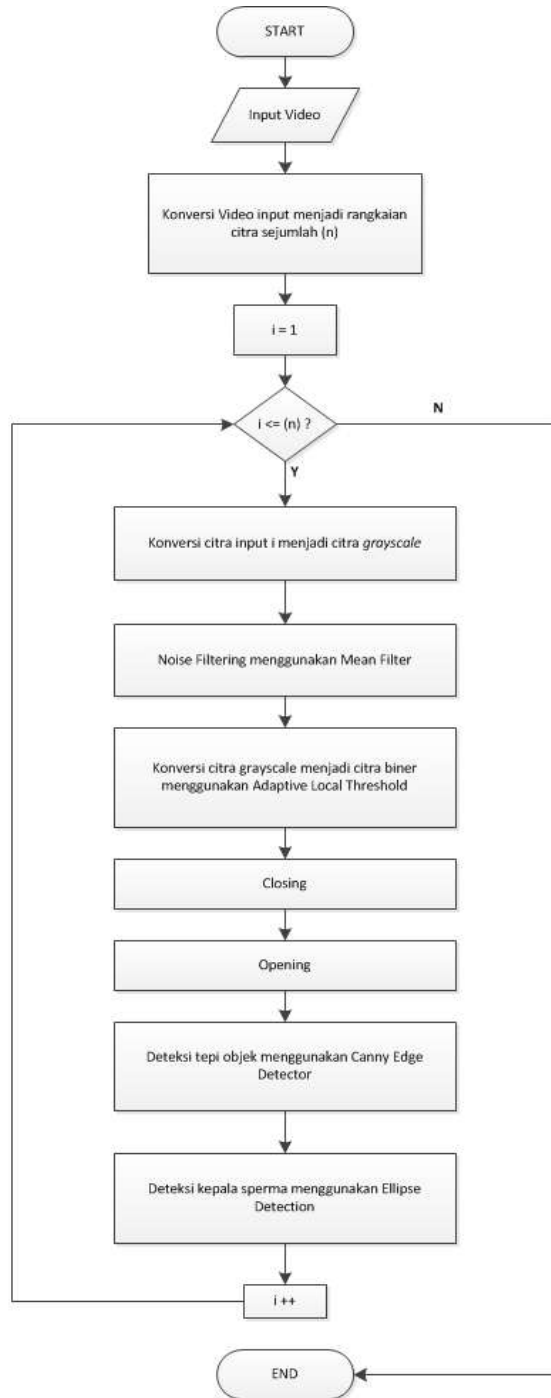 START
Input Video
Konversi Video input menjadi rangkaian
citra sejumlah (n)
i = 1
i <= (n) ?
N
Y
Konversi citra input i menjadi citra grayscale
Noise Filtering menggunakan Mean Filter
Konversi citra grayscale menjadi citra biner
menggunakan Adaptive Local Threshold
Closing
Opening
Deteksi tepi objek menggunakan Canny Edge
Detector
Deteksi kepala sperma menggunakan Ellipse
Detection
i ++
END